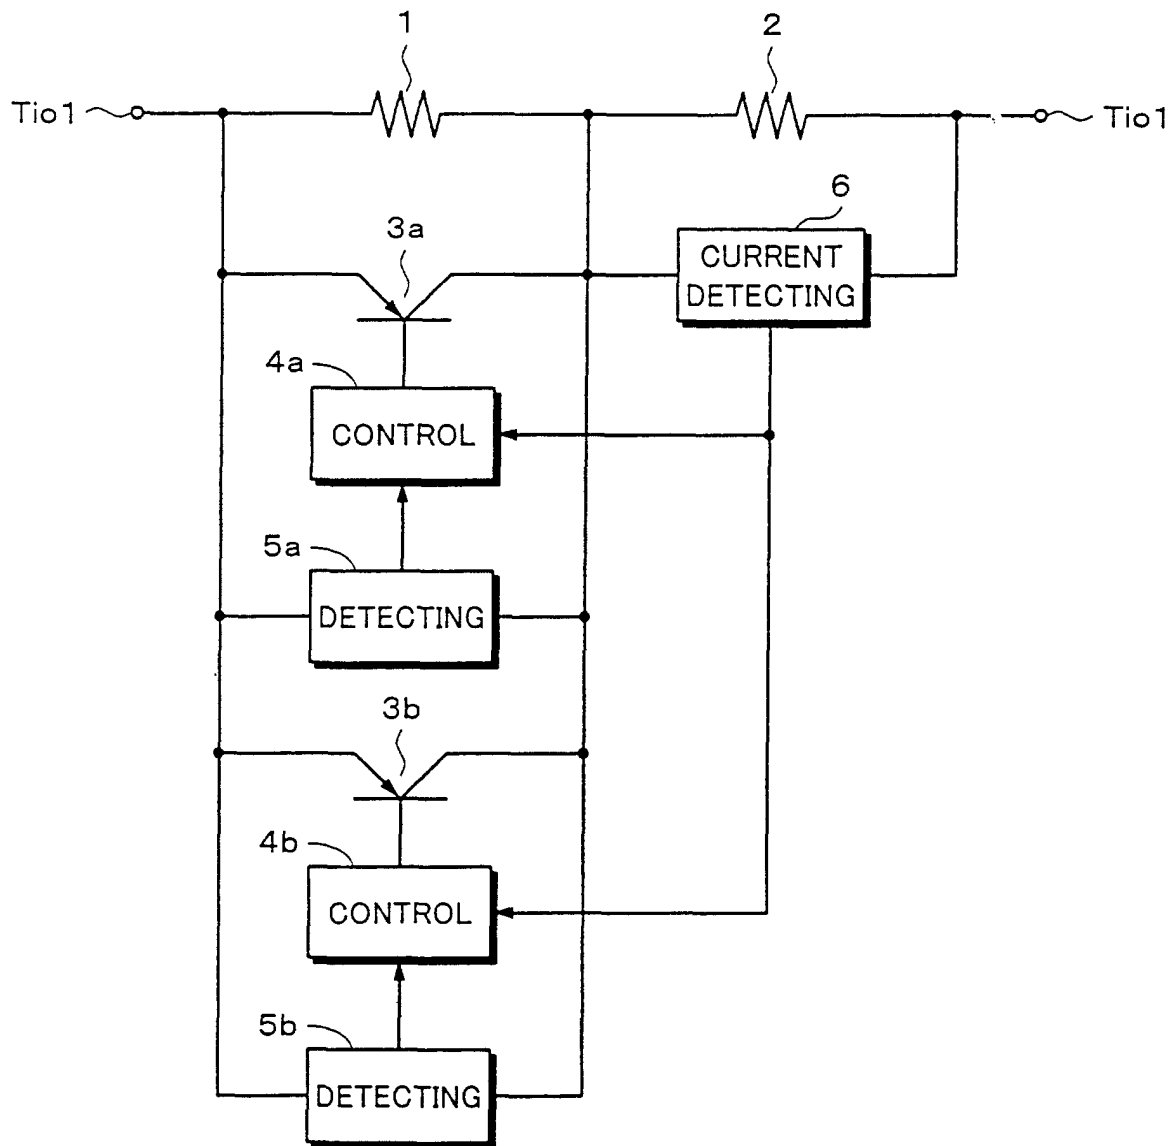 1
2
Tio1
Tio1
6
3a
CURRENT
DETECTING
4a
CONTROL
5a
DETECTING
3b
4b
CONTROL
5b
DETECTING